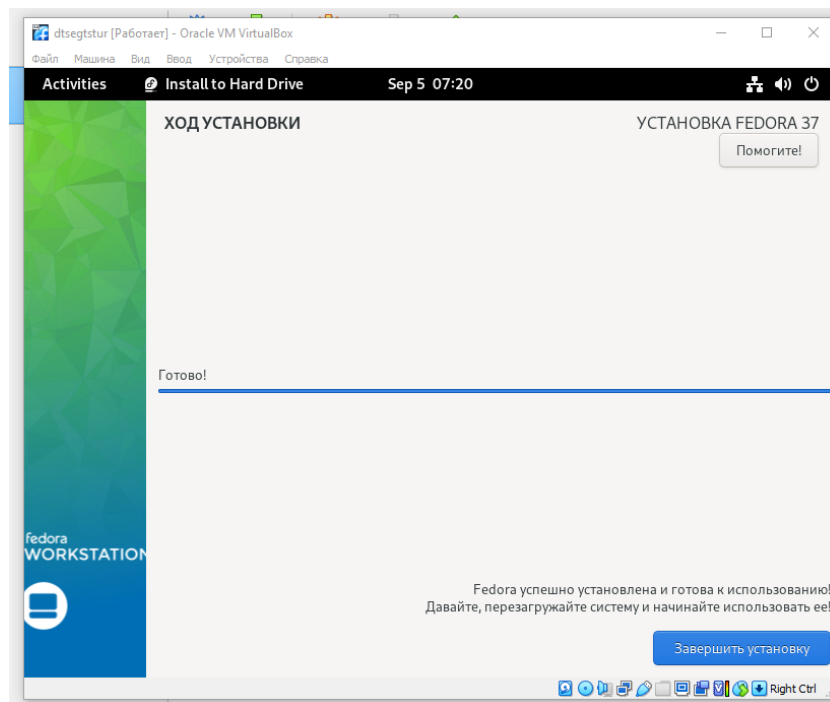 dtsegtstur [Работает] - Oracle VM VirtualBox
Файл Машина Вид Ввод Устройства Справка
Activities Install to Hard Drive Sep 5 07:20
ХОД УСТАНОВКИ
УСТАНОВКА FEDORA 37
Помогите!
Готово!
fedora
WORKSTATION
Fedora успешно установлена и готова к использованию!
Давайте, перезагружайте систему и начинайте использовать ее!
Завершить установку
Right Ctrl